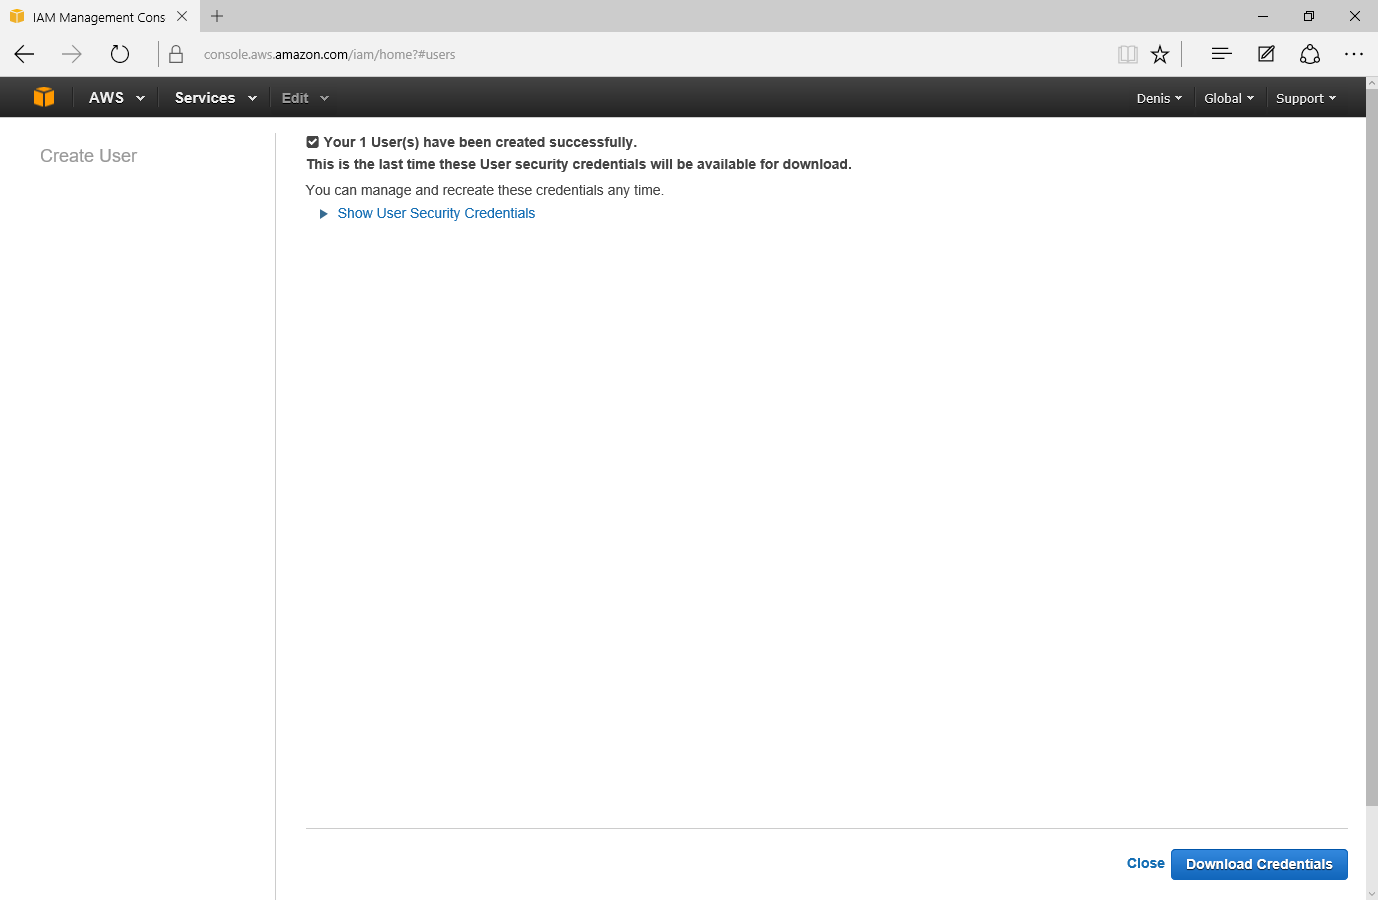 IAM Management Cons
console.aws.amazon.com/iam/home?#users
AWS Services Edit Denis Global Support
Create User
Your 1 User(s) have been created successfully.
This is the last time these User security credentials will be available for download.
You can manage and recreate these credentials any time.
Show User Security Credentials
Close Download Credentials